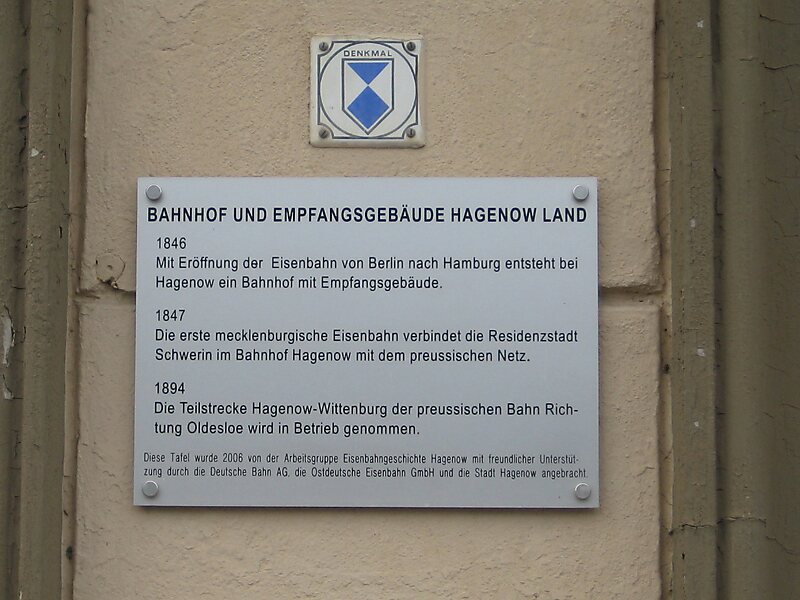 DENKMAL
BAHNHOF UND EMPFANGSGEBÄUDE HAGENOW LAND
1846
Mit Eröffnung der Eisenbahn von Berlin nach Hamburg entsteht bei
Hagenow ein Bahnhof mit Empfangsgebäude.
1847
Die erste mecklenburgische Eisenbahn verbindet die Residenzstadt
Schwerin im Bahnhof Hagenow mit dem preussischen Netz.
1894
Die Teilstrecke Hagenow-Wittenburg der preussischen Bahn Rich-
tung Oldesloe wird in Betrieb genommen.
Diese Tafel wurde 2006 von der Arbeitsgruppe Eisenbahngeschichte Hagenow mit freundlicher Unterstüt-
zung durch die Deutsche Bahn AG, die Ostdeutsche Eisenbahn GmbH und die Stadt Hagenow angebracht